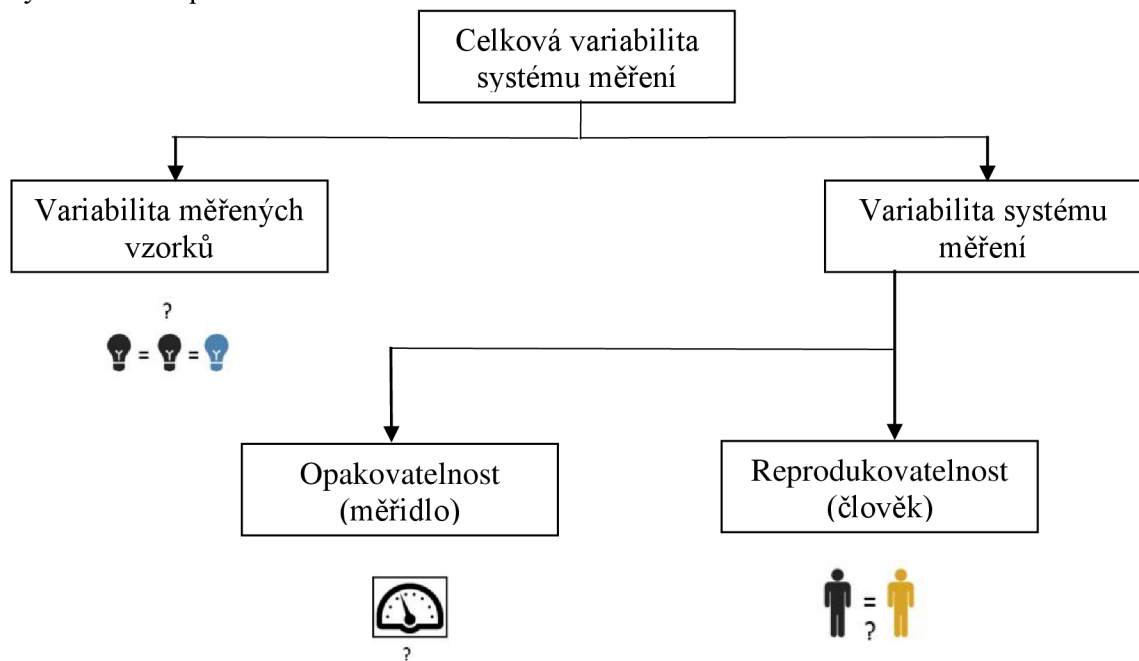 Celková variabilita
systému měření
Variabilita měřených
vzorků
Variabilita systému
měření
?
= =
Opakovatelnost
(měřidlo)
Reprodukovatelnost
(člověk)
=
?
?